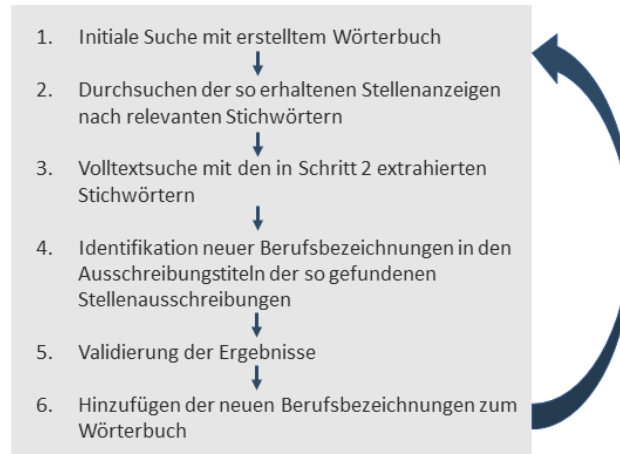 1. Initiale Suche mit erstelltem Wörterbuch
2. Durchsuchen der so erhaltenen Stellenanzeigen
nach relevanten Stichwörtern
3. Volltextsuche mit den in Schritt 2 extrahierten
Stichwörtern
4. Identifikation neuer Berufsbezeichnungen in den
Ausschreibungstiteln der so gefundenen
Stellenausschreibungen
5. Validierung der Ergebnisse
6. Hinzufügen der neuen Berufsbezeichnungen zum
Wörterbuch